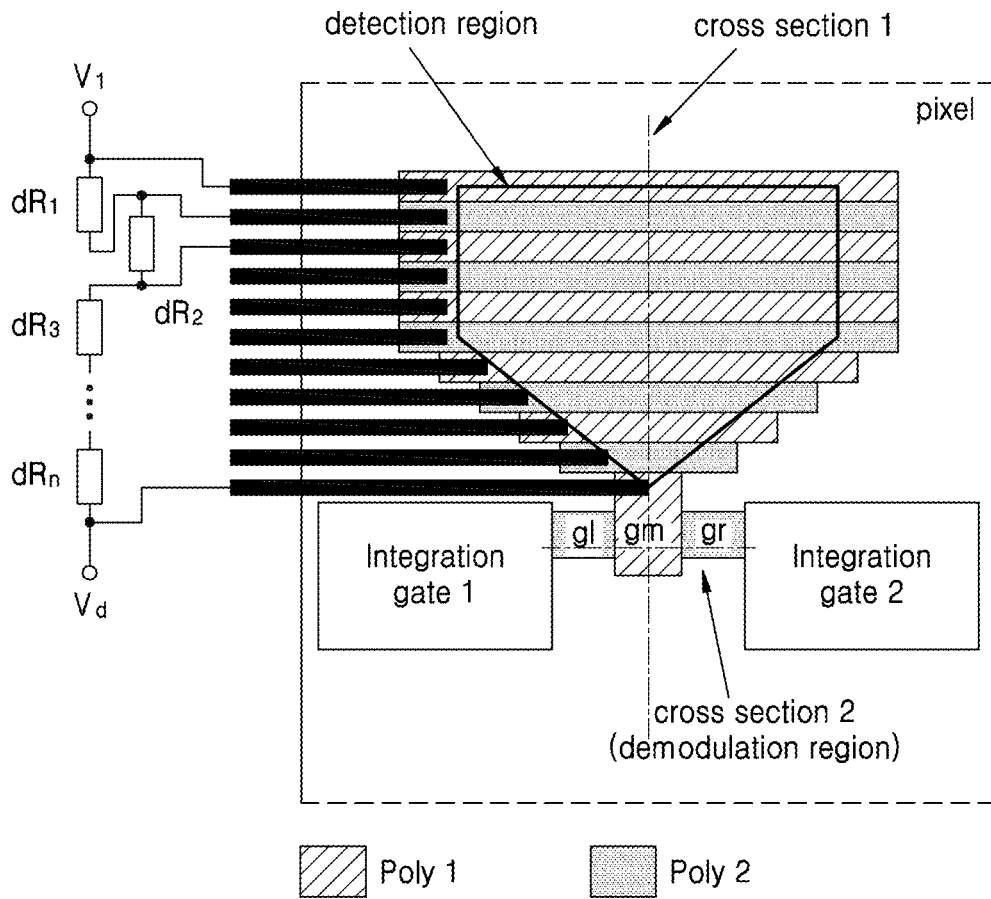 detection region
cross section 1
V1
pixel
dR1
dR2
dR3
dRn
Vd
gl
gm
gr
Integration
gate 1
Integration
gate 2
cross section 2
(demodulation region)
Poly 1
Poly 2